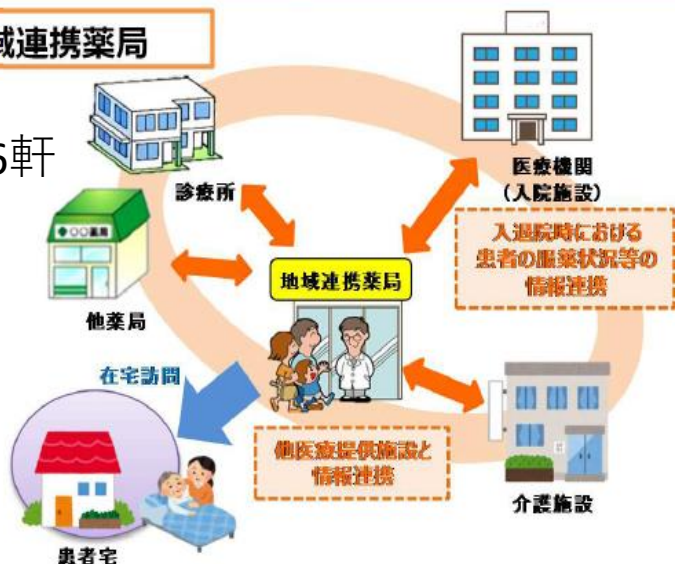 域連携薬局
6軒
診療所
医療機関
(入院施設)
入退院時における
患者の服薬状況等の
情報連携
○○薬局
地域連携薬局
他薬局
在宅訪問
他医療提供施設と
情報連携
介護施設
患者宅